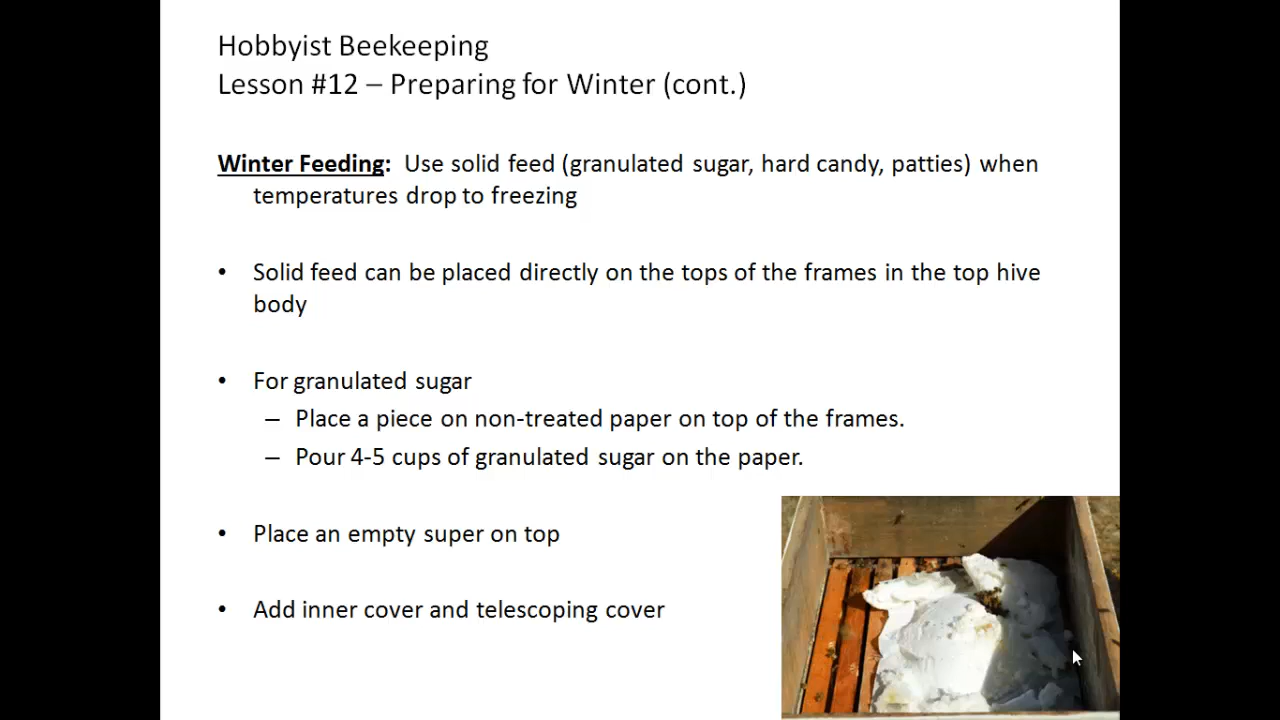 Hobbyist Beekeeping
Lesson #12 – Preparing for Winter (cont.)
Winter Feeding: Use solid feed (granulated sugar, hard candy, patties) when
temperatures drop to freezing
• Solid feed can be placed directly on the tops of the frames in the top hive
body
• For granulated sugar
– Place a piece on non-treated paper on top of the frames.
– Pour 4-5 cups of granulated sugar on the paper.
• Place an empty super on top
• Add inner cover and telescoping cover